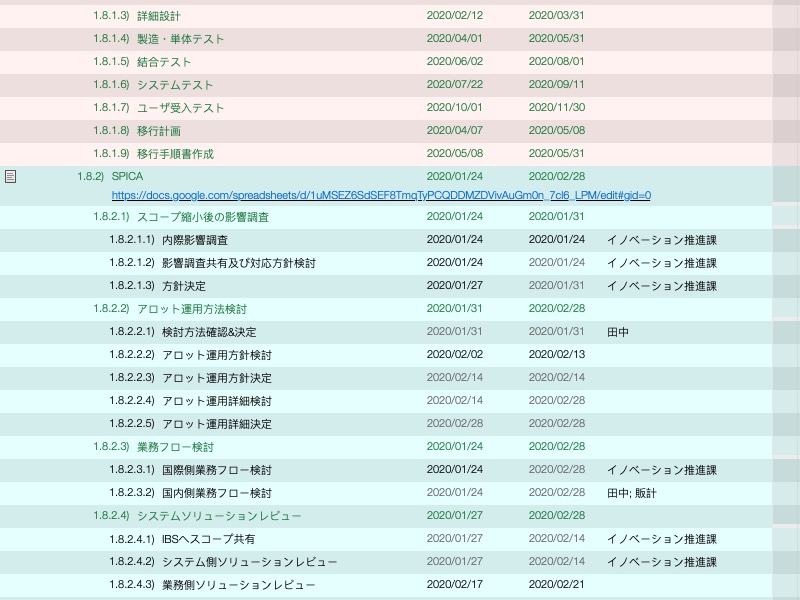 1.8.1.3) 詳細設計 2020/02/12 2020/03/31
1.8.1.4) 製造・単体テスト 2020/04/01 2020/05/31
1.8.1.5) 結合テスト 2020/06/02 2020/08/01
1.8.1.6) システムテスト 2020/07/22 2020/09/11
1.8.1.7) ユーザ受入テスト 2020/10/01 2020/11/30
1.8.1.8) 移行計画 2020/04/07 2020/05/08
1.8.1.9) 移行手順書作成 2020/05/08 2020/05/31
1.8.2) SPICA 2020/01/24 2020/02/28
https://docs.google.com/spreadsheets/d/1uMSEZ6SdSEF8TmqTyPCQDDMZDVivAuGm0n_7cl6_LPM/edit#gid=0
1.8.2.1) スコープ縮小後の影響調査 2020/01/24 2020/01/31
1.8.2.1.1) 内際影響調査 2020/01/24 2020/01/24 イノベーション推進課
1.8.2.1.2) 影響調査共有及び対応方針検討 2020/01/24 2020/01/24 イノベーション推進課
1.8.2.1.3) 方針決定 2020/01/27 2020/01/31 イノベーション推進課
1.8.2.2) アロット運用方法検討 2020/01/31 2020/02/28
1.8.2.2.1) 検討方法確認&決定 2020/01/31 2020/01/31 田中
1.8.2.2.2) アロット運用方針検討 2020/02/02 2020/02/13
1.8.2.2.3) アロット運用方針決定 2020/02/14 2020/02/14
1.8.2.2.4) アロット運用詳細検討 2020/02/14 2020/02/28
1.8.2.2.5) アロット運用詳細決定 2020/02/28 2020/02/28
1.8.2.3) 業務フロー検討 2020/01/24 2020/02/28
1.8.2.3.1) 国際側業務フロー検討 2020/01/24 2020/02/28 イノベーション推進課
1.8.2.3.2) 国内側業務フロー検討 2020/01/24 2020/02/28 田中; 販計
1.8.2.4) システムソリューションレビュー 2020/01/27 2020/02/28
1.8.2.4.1) IBSへスコープ共有 2020/01/27 2020/02/14 イノベーション推進課
1.8.2.4.2) システム側ソリューションレビュー 2020/01/27 2020/02/14 イノベーション推進課
1.8.2.4.3) 業務側ソリューションレビュー 2020/02/17 2020/02/21